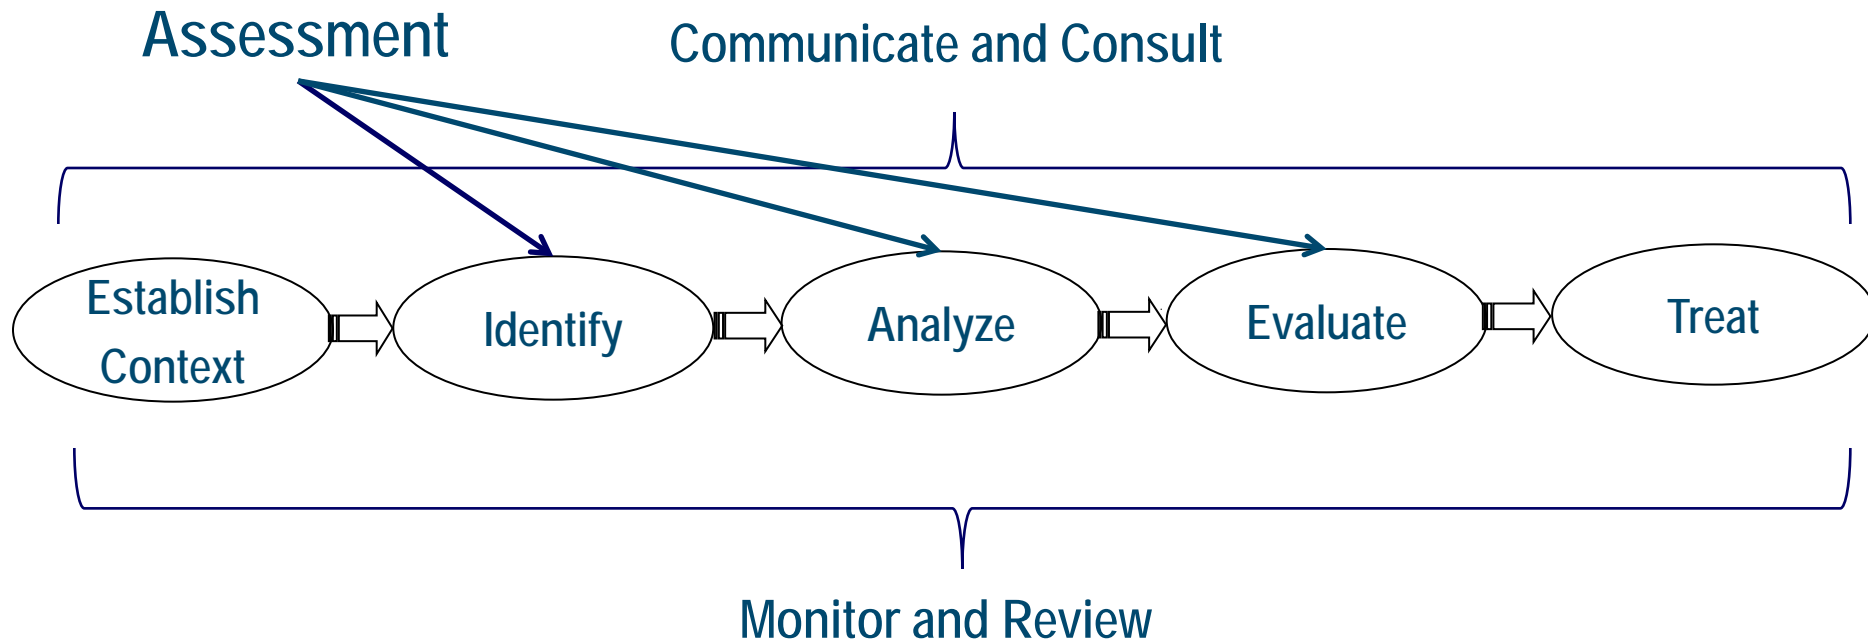 Assessment
Communicate and Consult
Establish
Context
Identify
Analyze
Evaluate
Treat
Monitor and Review